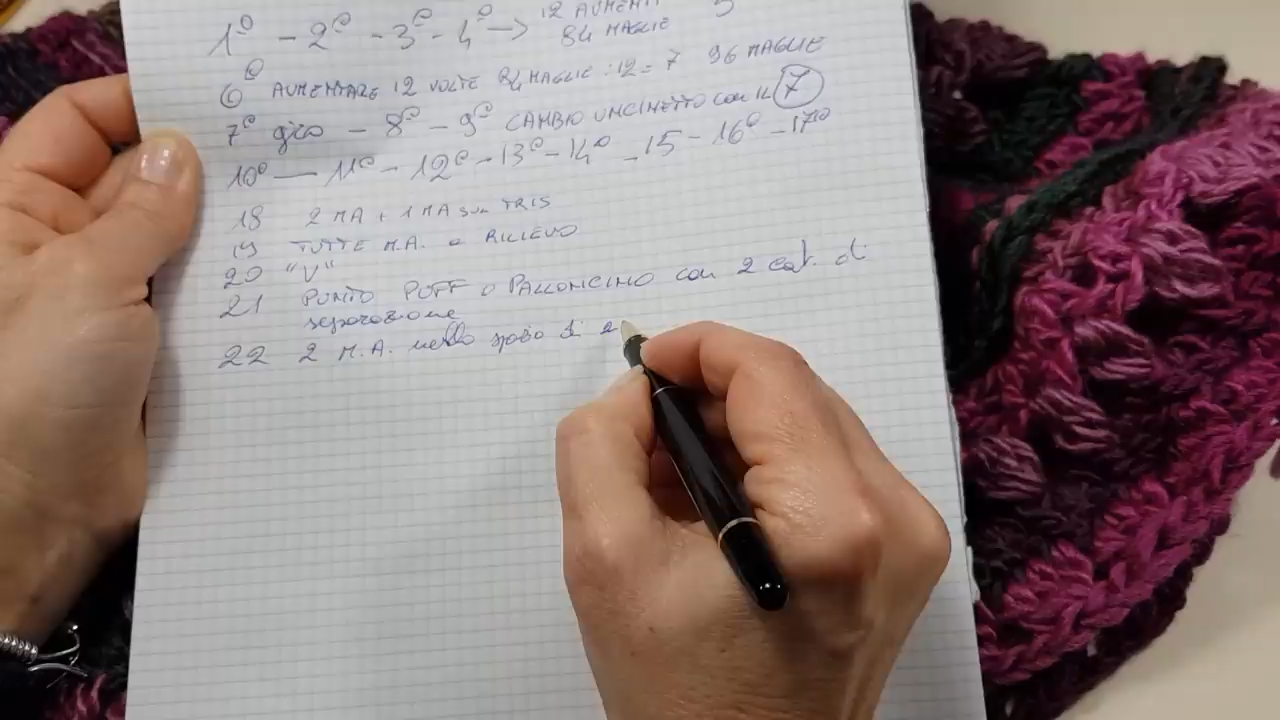 1° - 2° - 3° - 4° → 12 AUMENTI
84 MAGLIE
6° AUMENTARE 12 VOLTE 84 MAGLIE : 12 = 7 96 MAGLIE
7° giro - 8° - 9° CAMBIO UNCINETTO con il 7
10° — 11° - 12° - 13° - 14° - 15 - 16° - 17°
18 2 MA + 1 MA sul TRIS
19 TUTTE M.A. a RILIEVO
20 "V"
21 PUNTO PUFF o PALLONCINO con 2 cat. di
separazione
22 2 M.A. nello spazio di